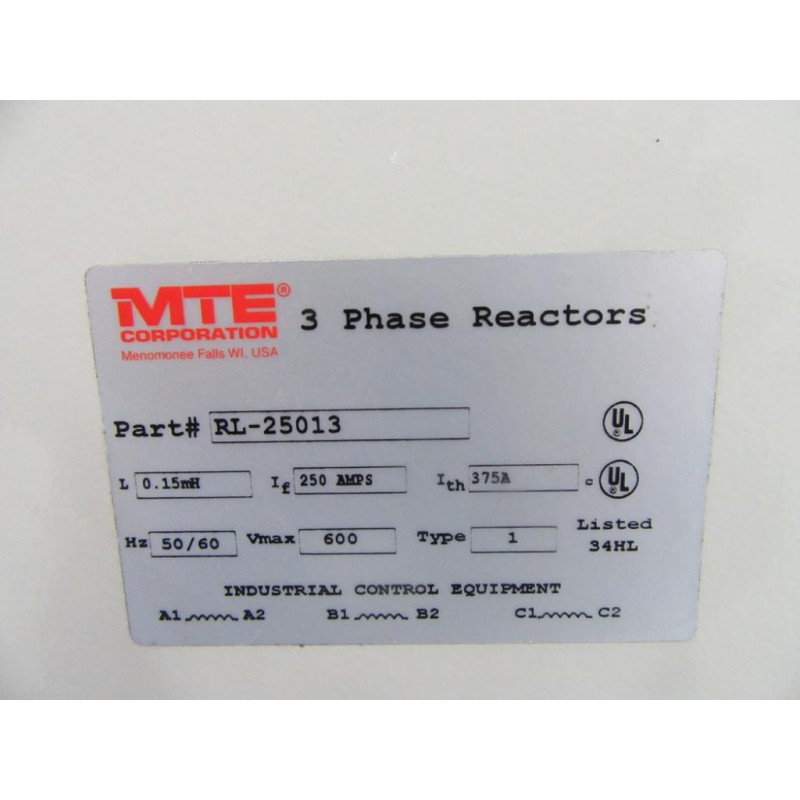 MTE®
CORPORATION
Menomonee Falls WI, USA
3 Phase Reactors
Part# RL-25013
UL®
L 0.15mH If 250 AMPS Ith 375A c UL®
Hz 50/60 Vmax 600 Type 1
Listed
34HL
INDUSTRIAL CONTROL EQUIPMENT
A1 A2 B1 B2 C1 C2